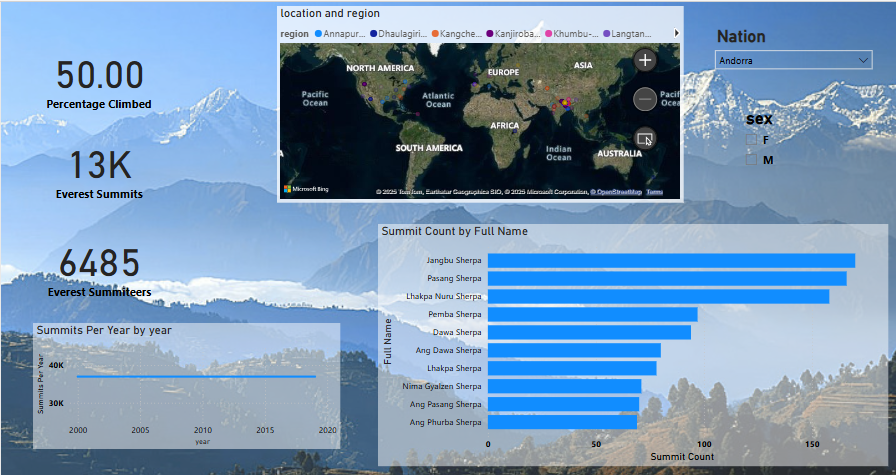 location and region
region Annapur... Dhaulagiri... Kangche... Kanjiroba... Khumbu-... Langtan...
NORTH AMERICA
EUROPE
ASIA
Pacific
Ocean
Atlantic
Ocean
Pacif
Oc
AFRICA
SOUTH AMERICA
Indian
Ocean
AUSTRALIA
A
Microsoft Bing
© 2025 TomTom, Earthstar Geographics SIO, © 2025 Microsoft Corporation, © OpenStreetMap Terms
Nation
Andorra
sex
F
M
50.00
Percentage Climbed
13K
Everest Summits
6485
Everest Summiteers
Summits Per Year by year
Summits Per Year
40K
30K
2000 2005 2010 2015 2020
year
Summit Count by Full Name
Full Name
Jangbu Sherpa
Pasang Sherpa
Lhakpa Nuru Sherpa
Pemba Sherpa
Dawa Sherpa
Ang Dawa Sherpa
Lhakpa Sherpa
Nima Gyalzen Sherpa
Ang Pasang Sherpa
Ang Phurba Sherpa
0 50 100 150
Summit Count